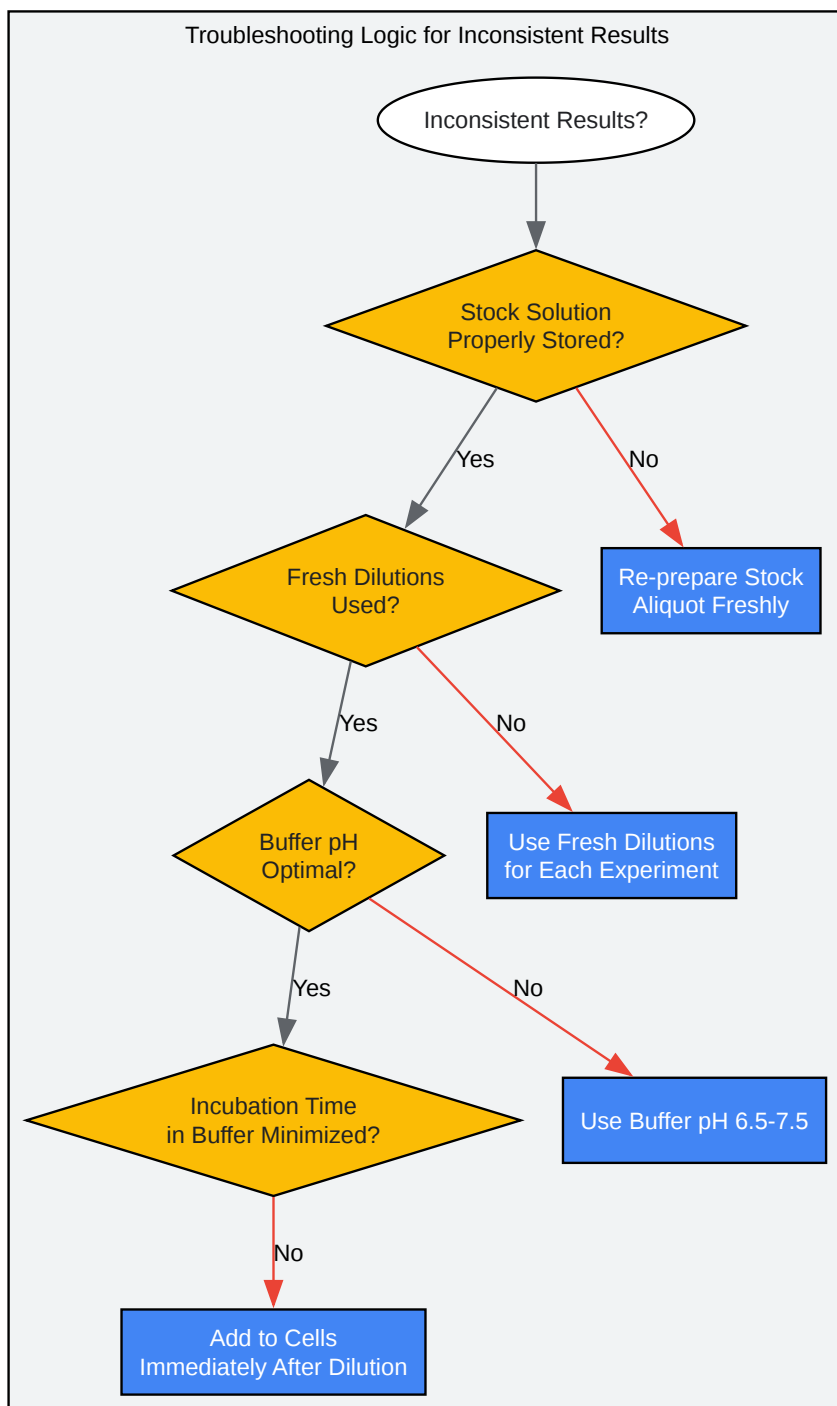 Troubleshooting Logic for Inconsistent Results
Inconsistent Results?
Stock Solution
Properly Stored?
Yes
No
Fresh Dilutions
Used?
Re-prepare Stock
Aliquot Freshly
Yes
No
Buffer pH
Optimal?
Use Fresh Dilutions
for Each Experiment
Yes
No
Incubation Time
in Buffer Minimized?
Use Buffer pH 6.5-7.5
No
Add to Cells
Immediately After Dilution